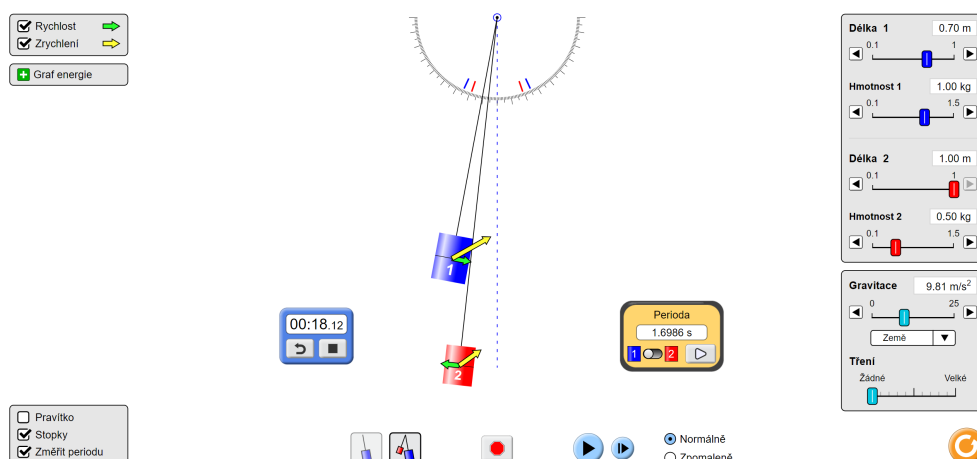 Rychlost
Zrychlení
Graf energie
1
2
00:18.12
Perioda
1.6986 s
1 2
Délka 1 0.70 m
0.1 1
Hmotnost 1 1.00 kg
0.1 1.5
Délka 2 1.00 m
0.1 1
Hmotnost 2 0.50 kg
0.1 1.5
Gravitace 9.81 m/s²
0 25
Země
Tření
Žádné Velké
Pravítko
Stopky
Změřit periodu
Normálně
Zpomaleně